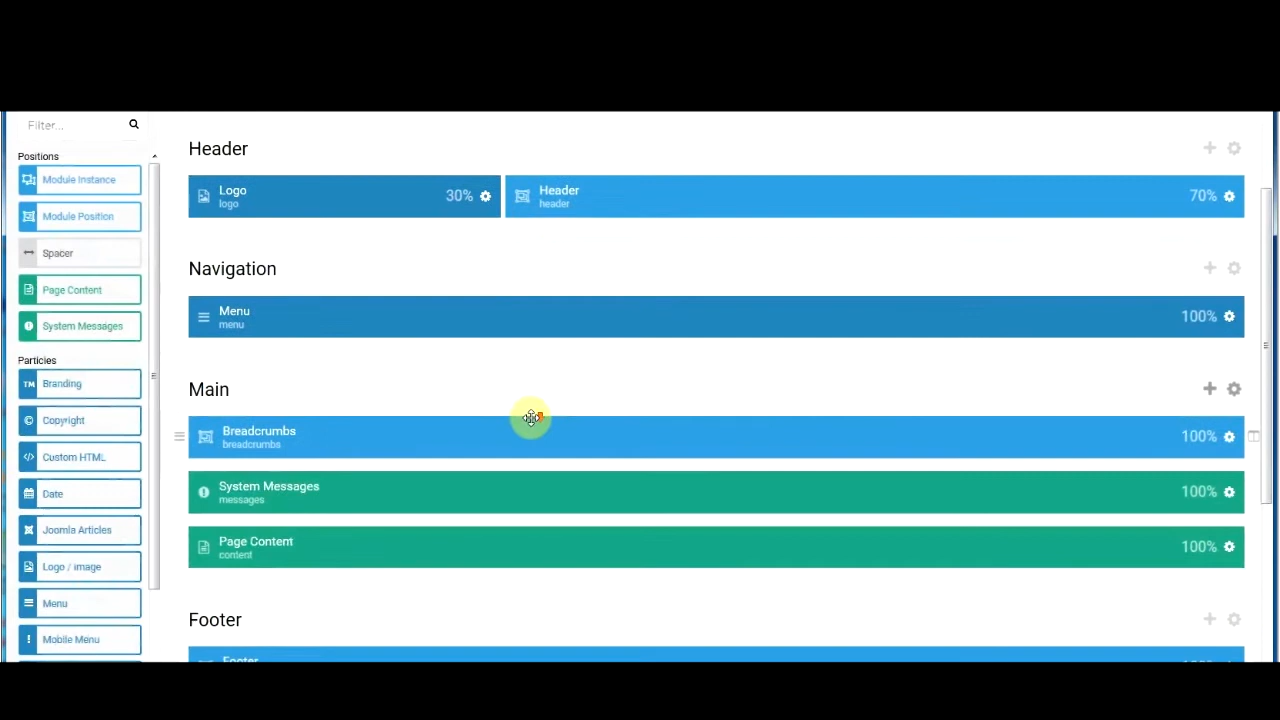 Filter...
Positions
Module Instance
Module Position
Spacer
Page Content
System Messages
Particles
TM Branding
Copyright
Custom HTML
Date
Joomla Articles
Logo / Image
Menu
Mobile Menu
Header
Logo
logo
30%
Header
header
70%
Navigation
Menu
menu
100%
Main
Breadcrumbs
breadcrumbs
100%
System Messages
messages
100%
Page Content
content
100%
Footer
Footer